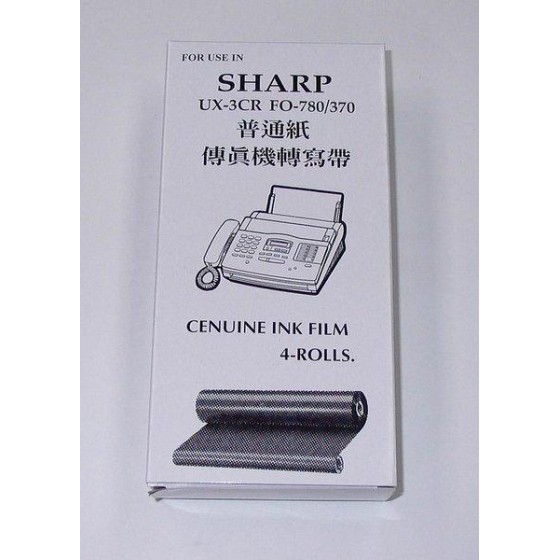 FOR USE IN
SHARP
UX-3CR FO-780/370
普通紙
傳眞機轉寫帶
CENUINE INK FILM
4-ROLLS.